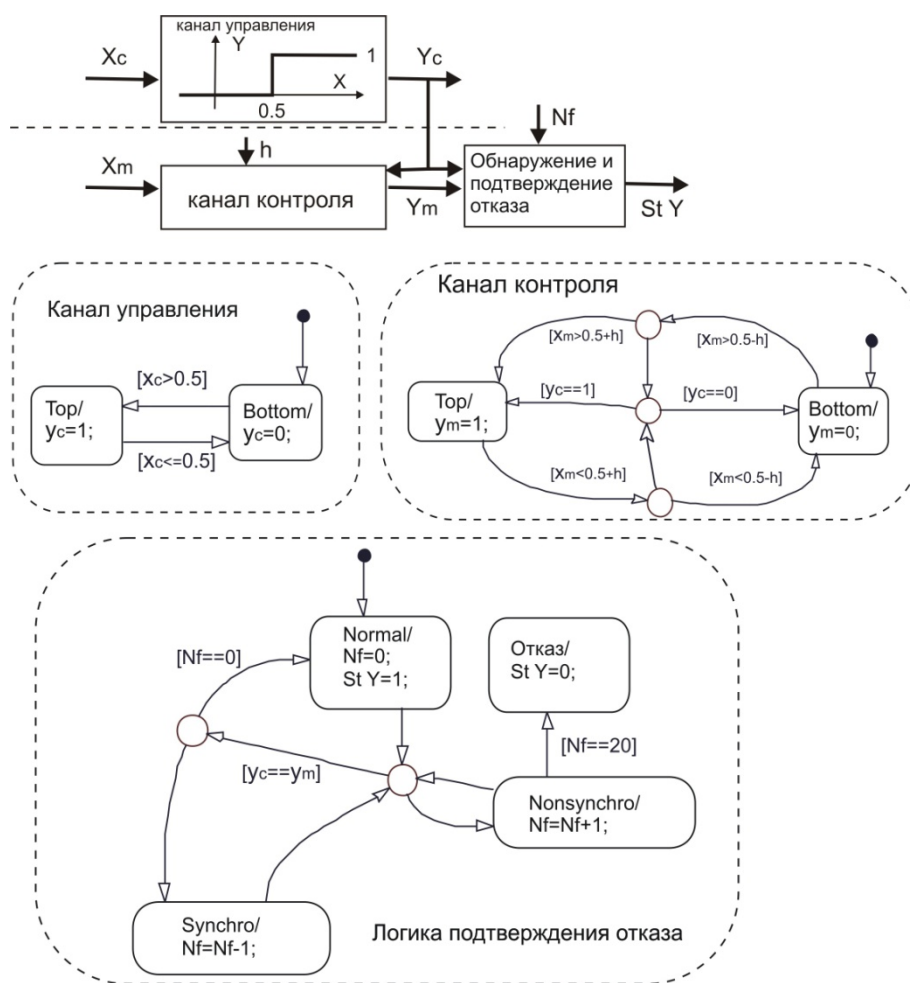 канал управления
Xc
Y
1
X
0.5
Yc
Nf
h
Xm
канал контроля
Ym
Обнаружение и
подтверждение
отказа
St Y
Канал управления
[xc>0.5]
Top/
yc=1;
Bottom/
yc=0;
[xc<=0.5]
Канал контроля
[xm>0.5+h]
[xm>0.5-h]
Top/
ym=1;
[yc==1]
[yc==0]
Bottom/
ym=0;
[xm<0.5+h]
[xm<0.5-h]
Normal/
Nf=0;
St Y=1;
Отказ/
St Y=0;
[Nf==0]
[Nf==20]
[yc==ym]
Nonsynchro/
Nf=Nf+1;
Synchro/
Nf=Nf-1;
Логика подтверждения отказа